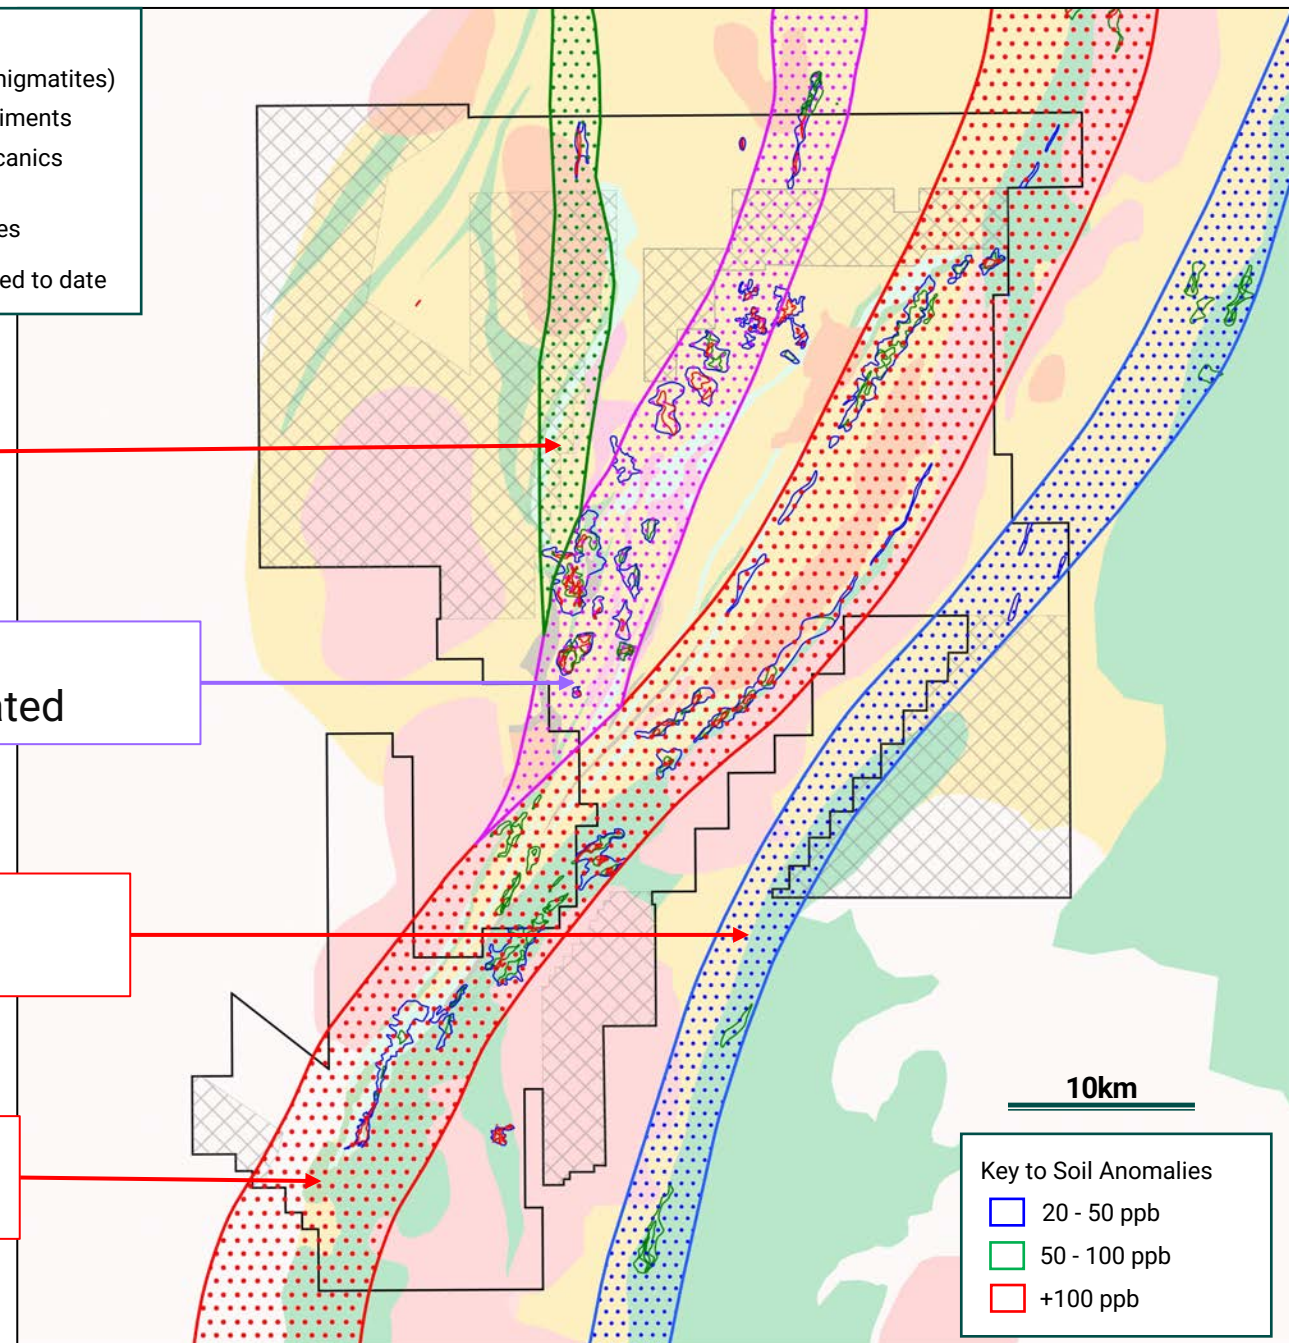 nigmatites)
iments
canics
es
ed to date
ated
10km
Key to Soil Anomalies
20 - 50 ppb
50 - 100 ppb
+100 ppb